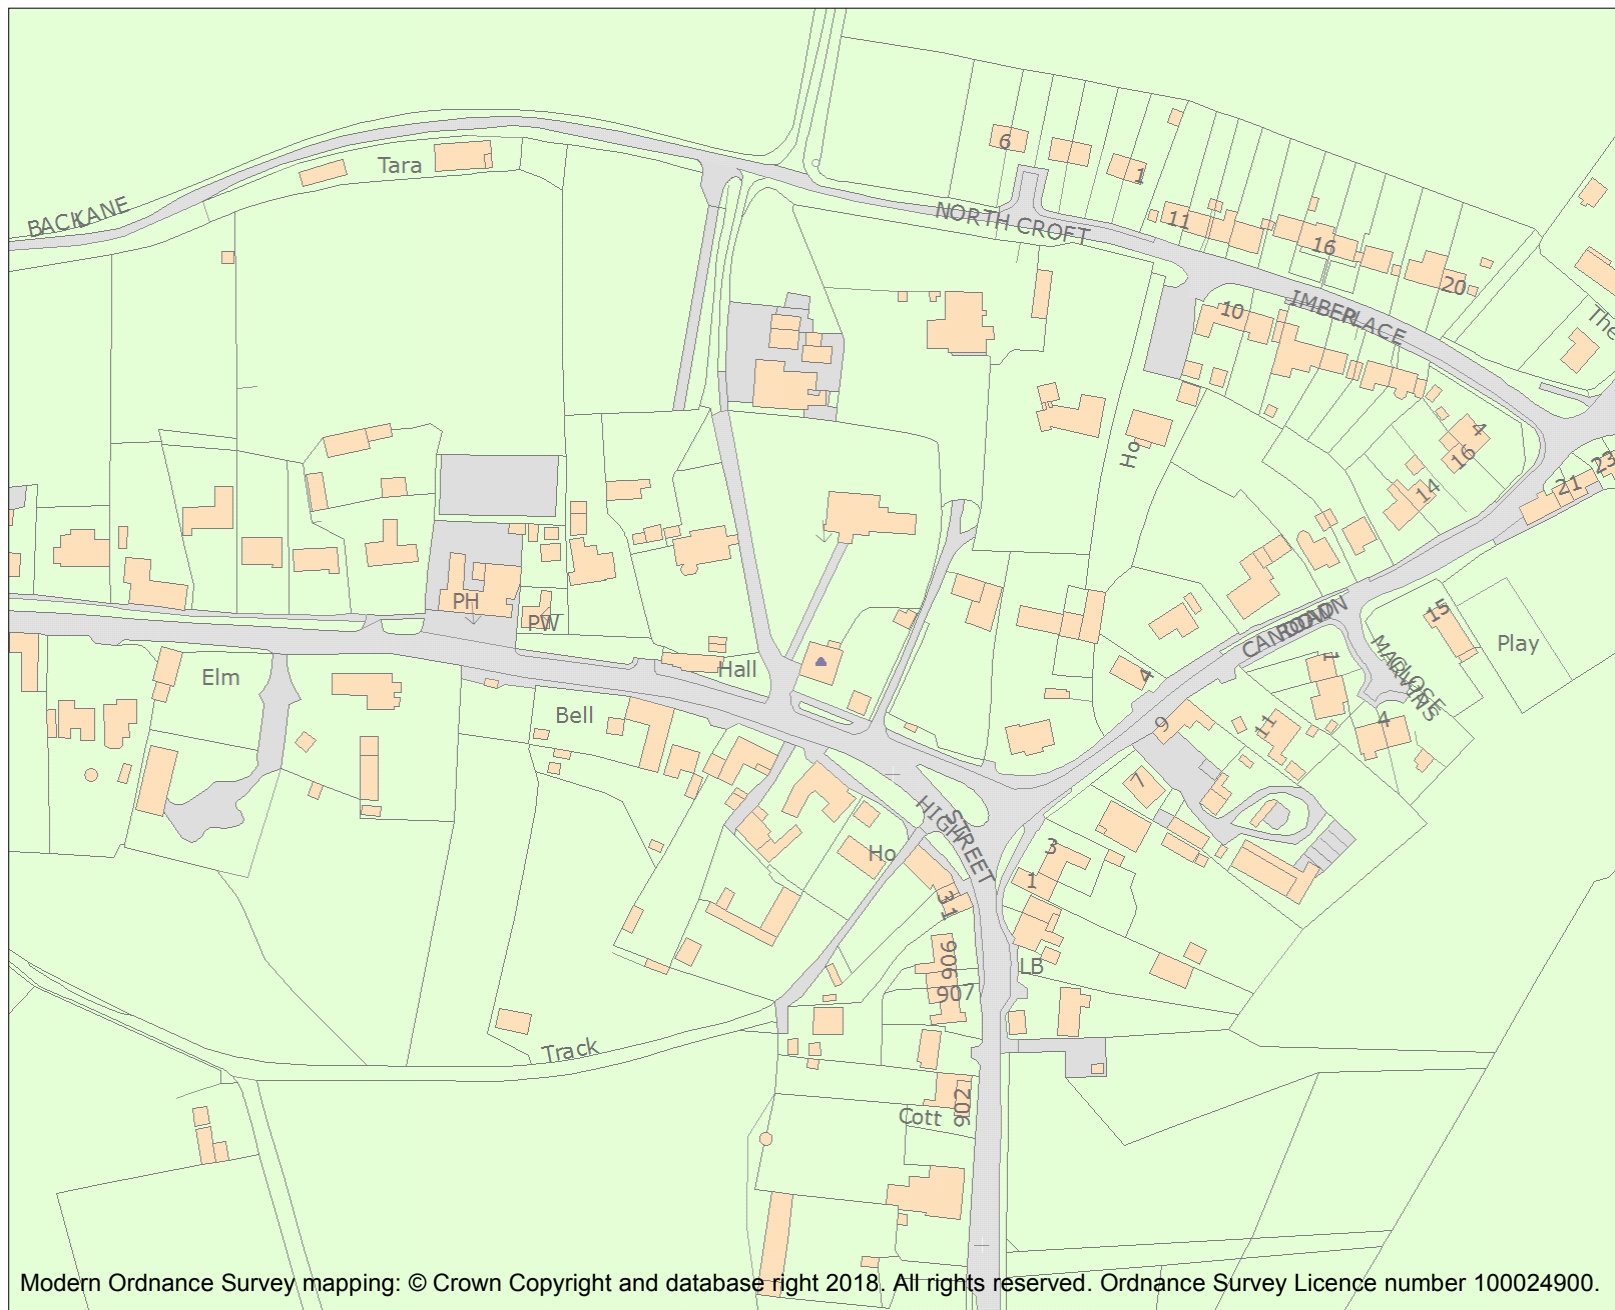 Tara
BACK LANE
6
1
NORTH CROFT
11
16
20
IMBER PLACE
10
The
Ho
4
16
14
21
23
PH
PW
Hall
Elm
Bell
CANN ROAD
15
Play
MARVINS
CLOSE
1
4
4
9
11
7
HIGH
STREET
3
1
Ho
31
LB
906
907
Track
902
Cott
Modern Ordnance Survey mapping: © Crown Copyright and database right 2018. All rights reserved. Ordnance Survey Licence number 100024900.